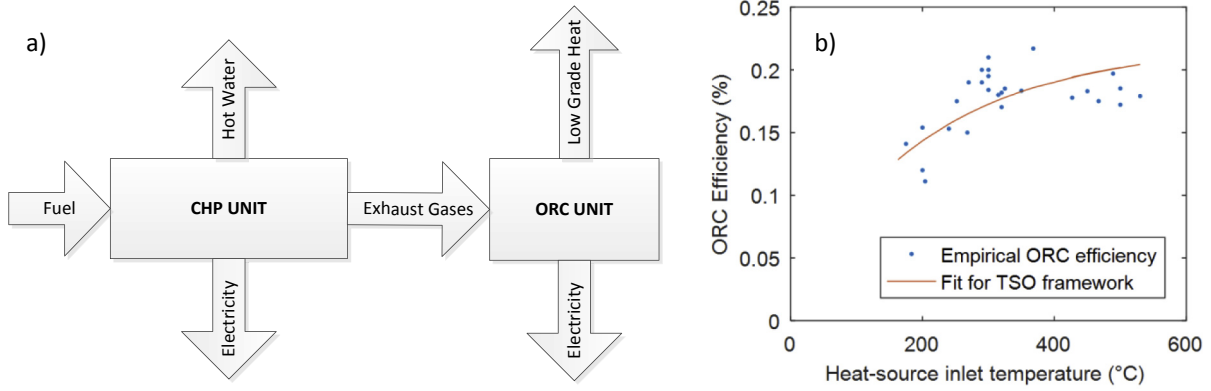 a)
Hot Water
Fuel
CHP UNIT
Electricity
Exhaust Gases
Low Grade Heat
ORC UNIT
Electricity
b)
ORC Efficiency (%)
0.25
0.2
0.15
0.1
0.05
0
Empirical ORC efficiency
Fit for TSO framework
0 200 400 600
Heat-source inlet temperature (°C)